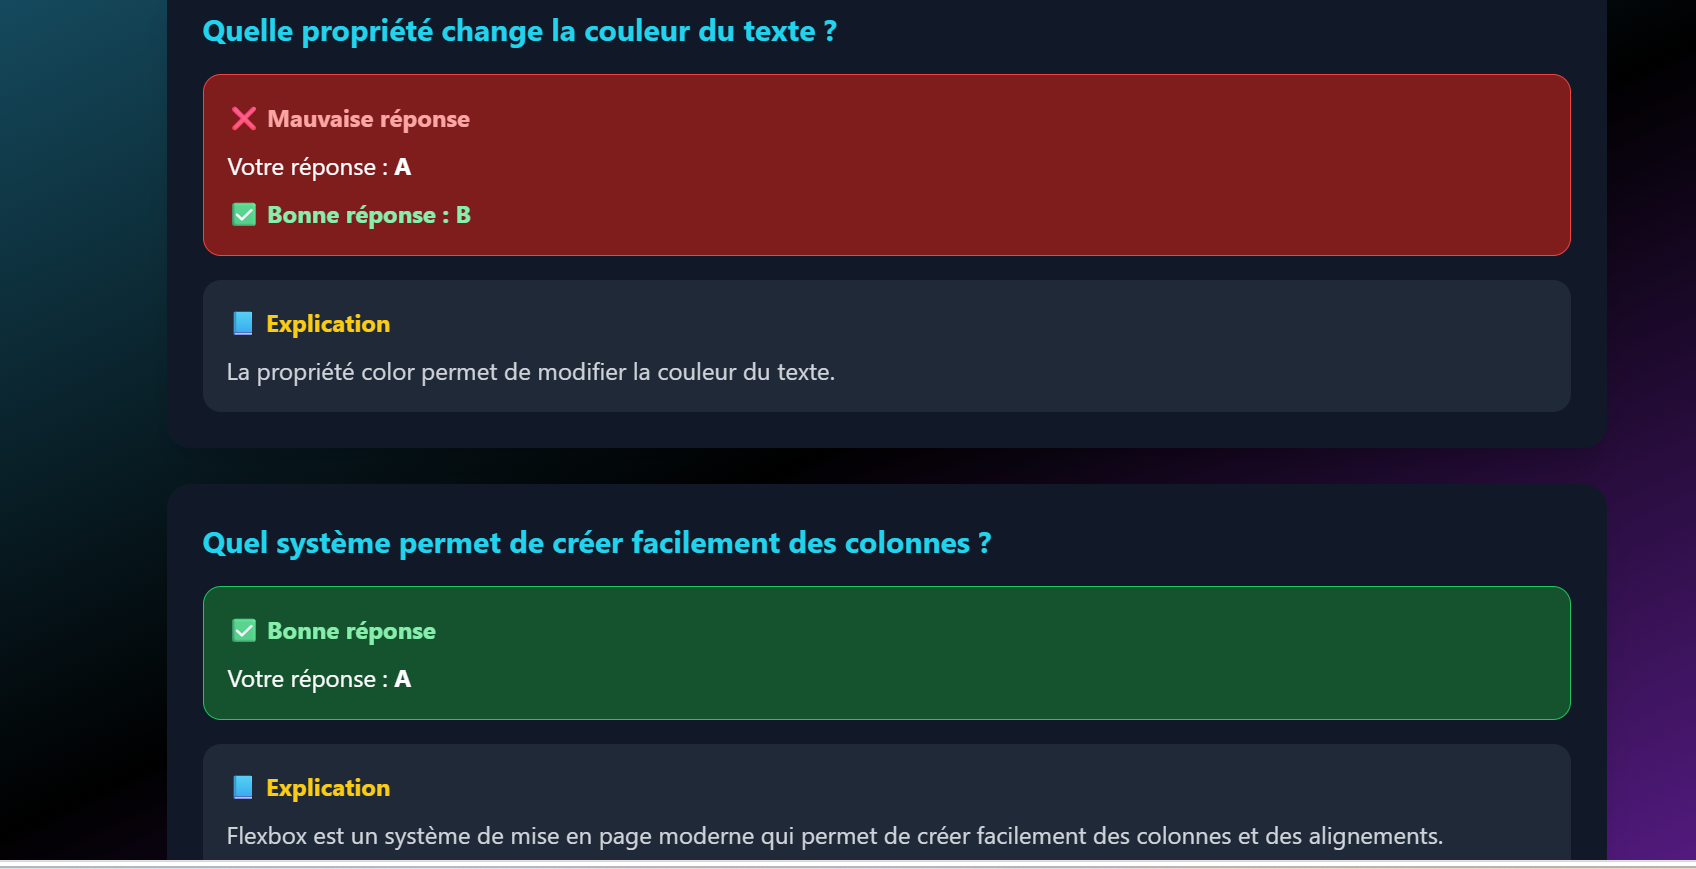 Quelle propriété change la couleur du texte ?
❌ Mauvaise réponse
Votre réponse : A
✅ Bonne réponse : B
📘 Explication
La propriété color permet de modifier la couleur du texte.
Quel système permet de créer facilement des colonnes ?
✅ Bonne réponse
Votre réponse : A
📘 Explication
Flexbox est un système de mise en page moderne qui permet de créer facilement des colonnes et des alignements.